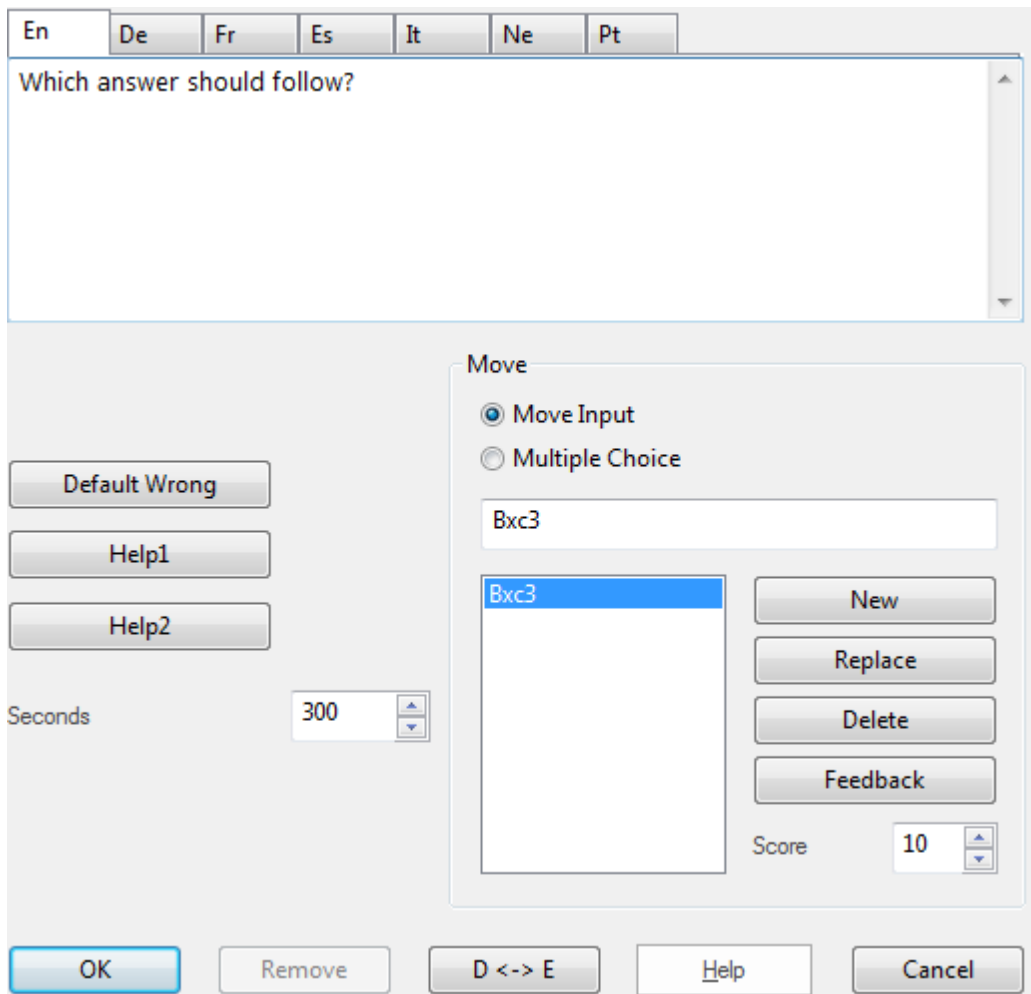 En De Fr Es It Ne Pt
Which answer should follow?
Move
Move Input
Multiple Choice
Default Wrong
Bxc3
Help1
Bxc3
New
Help2
Replace
Seconds
300
Delete
Feedback
Score
10
OK
Remove
D <-> E
Help
Cancel